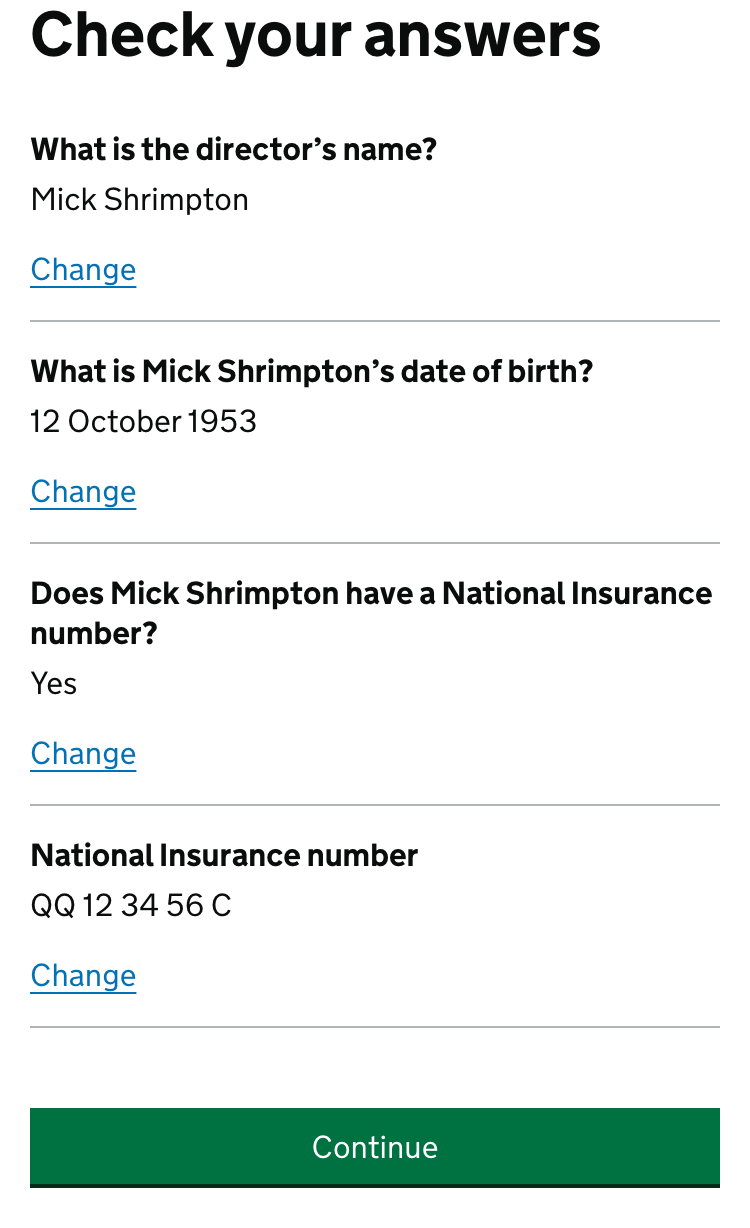 Check your answers
What is the director’s name?
Mick Shrimpton
Change
What is Mick Shrimpton’s date of birth?
12 October 1953
Change
Does Mick Shrimpton have a National Insurance
number?
Yes
Change
National Insurance number
QQ 12 34 56 C
Change
Continue